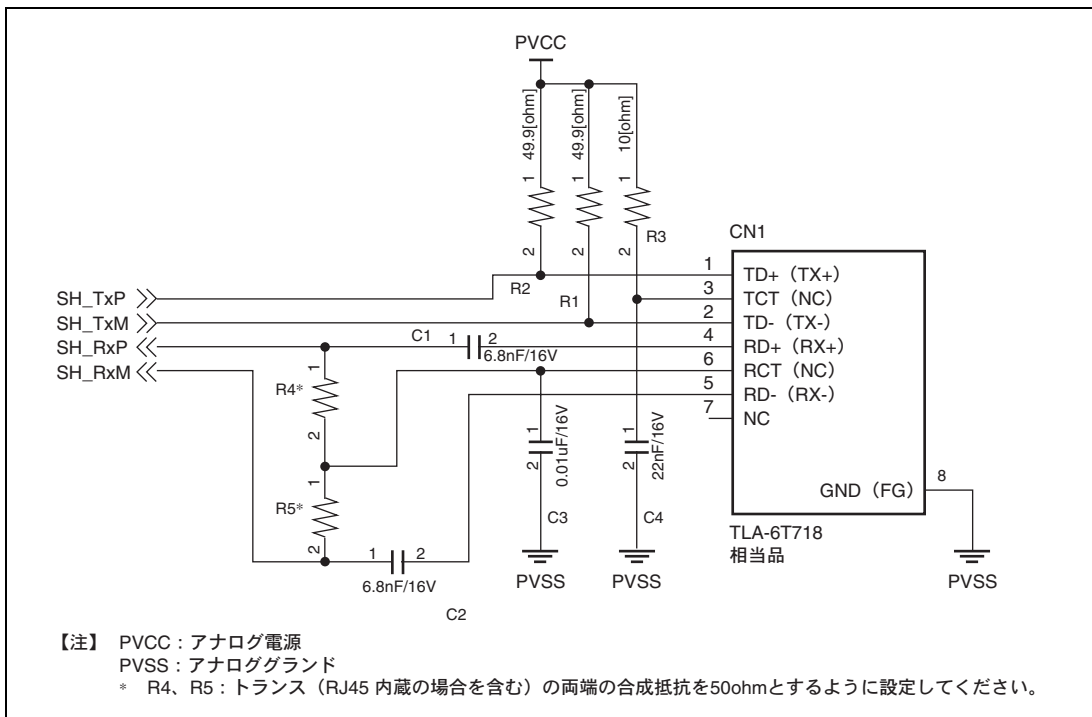 PVCC
49.9[ohm]
49.9[ohm]
10[ohm]
1
1
1
2
2
2
R3
R2
R1
CN1
SH_TxP
SH_TxM
SH_RxP
SH_RxM
1 TD+（TX+）
3 TCT（NC）
2 TD-（TX-）
4 RD+（RX+）
6 RCT（NC）
5 RD-（RX-）
7 NC
GND（FG） 8
C1 1 2
6.8nF/16V
1
R4*
2
1
R5*
2
1 2
6.8nF/16V
C2
1
2
0.01uF/16V
C3
1
2
22nF/16V
C4
PVSS
PVSS
TLA-6T718
相当品
PVSS
【注】 PVCC：アナログ電源
PVSS：アナロググランド
* R4、R5：トランス（RJ45 内蔵の場合を含む）の両端の合成抵抗を50ohmとするように設定してください。